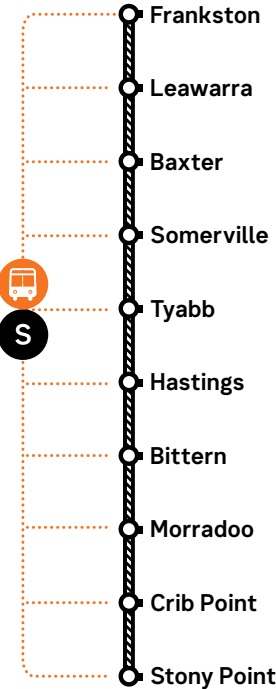 Frankston
Leawarra
Baxter
Somerville
Tyabb
S
Hastings
Bittern
Morradoo
Crib Point
Stony Point